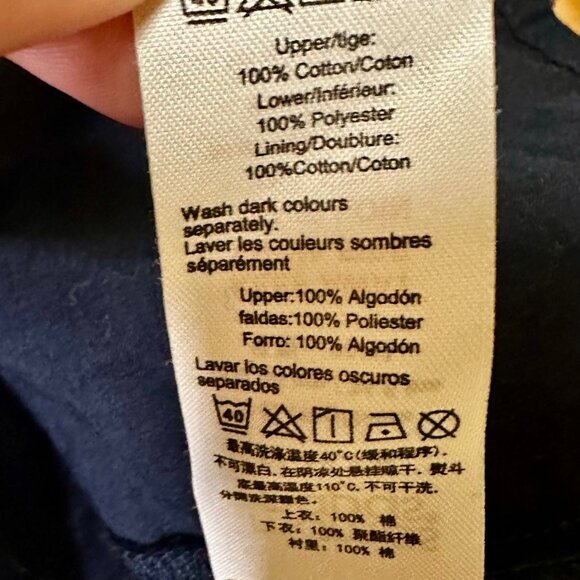 40
Upper/tige:
100% Cotton/Coton
Lower/Inférieur:
100% Polyester
Lining/Doublure:
100%Cotton/Coton
Wash dark colours
separately.
Laver les couleurs sombres
séparément
Upper:100% Algodón
faldas:100% Poliester
Forro: 100% Algodón
Lavar los colores oscuros
separados
40
最高洗涤温度40°C(缓和程序).
不可漂白. 在阴凉处悬挂晾干. 熨斗
底最高温度110°C. 不可干洗.
分开洗深颜色.
上衣: 100% 棉
下衣: 100% 聚酯纤维
衬里: 100% 棉